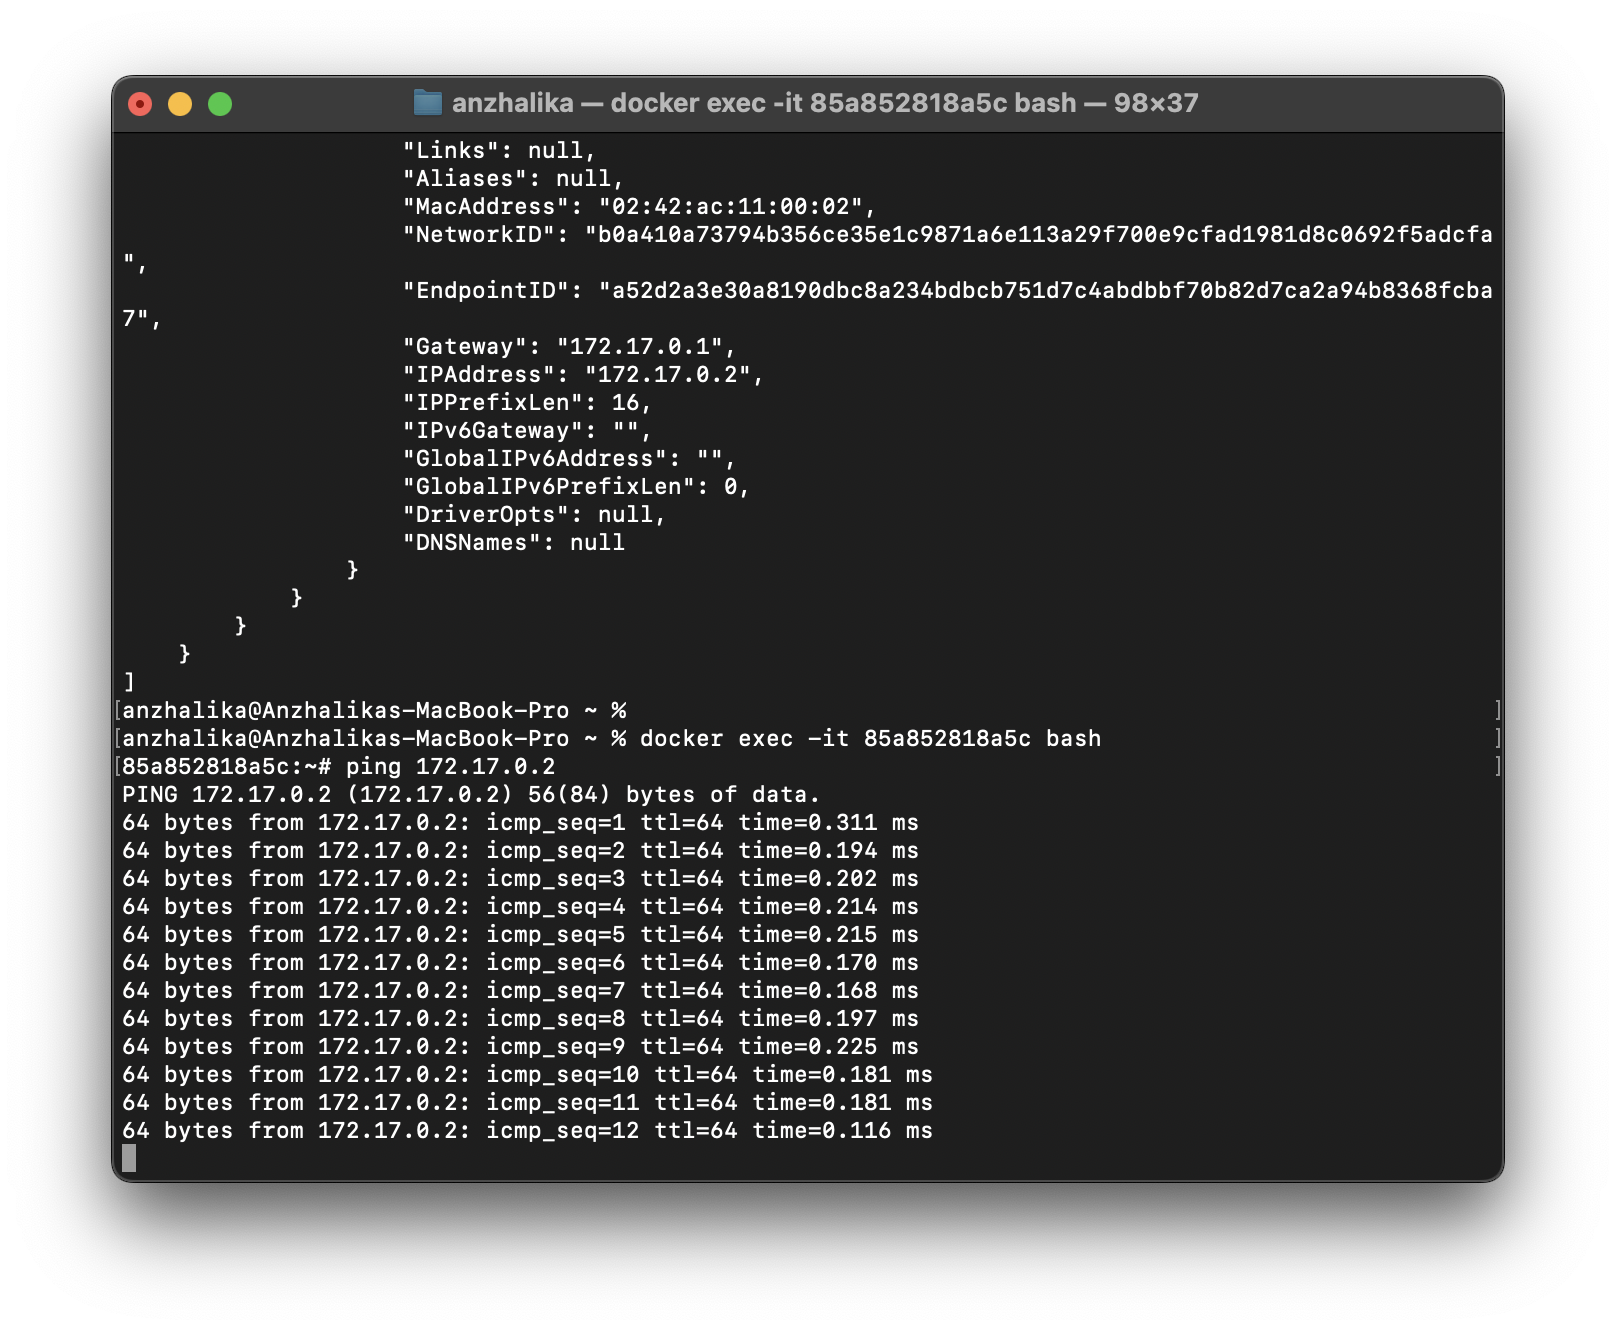 anzhalika — docker exec -it 85a852818a5c bash — 98×37
"Links": null,
"Aliases": null,
"MacAddress": "02:42:ac:11:00:02",
"NetworkID": "b0a410a73794b356ce35e1c9871a6e113a29f700e9cfad1981d8c0692f5adcfa
",
"EndpointID": "a52d2a3e30a8190dbc8a234bdbcb751d7c4abdbbf70b82d7ca2a94b8368fcba
7",
"Gateway": "172.17.0.1",
"IPAddress": "172.17.0.2",
"IPPrefixLen": 16,
"IPv6Gateway": "",
"GlobalIPv6Address": "",
"GlobalIPv6PrefixLen": 0,
"DriverOpts": null,
"DNSNames": null
}
}
}
}
]
[anzhalika@Anzhalikas-MacBook-Pro ~ % ]
[anzhalika@Anzhalikas-MacBook-Pro ~ % docker exec -it 85a852818a5c bash ]
[85a852818a5c:~# ping 172.17.0.2 ]
PING 172.17.0.2 (172.17.0.2) 56(84) bytes of data.
64 bytes from 172.17.0.2: icmp_seq=1 ttl=64 time=0.311 ms
64 bytes from 172.17.0.2: icmp_seq=2 ttl=64 time=0.194 ms
64 bytes from 172.17.0.2: icmp_seq=3 ttl=64 time=0.202 ms
64 bytes from 172.17.0.2: icmp_seq=4 ttl=64 time=0.214 ms
64 bytes from 172.17.0.2: icmp_seq=5 ttl=64 time=0.215 ms
64 bytes from 172.17.0.2: icmp_seq=6 ttl=64 time=0.170 ms
64 bytes from 172.17.0.2: icmp_seq=7 ttl=64 time=0.168 ms
64 bytes from 172.17.0.2: icmp_seq=8 ttl=64 time=0.197 ms
64 bytes from 172.17.0.2: icmp_seq=9 ttl=64 time=0.225 ms
64 bytes from 172.17.0.2: icmp_seq=10 ttl=64 time=0.181 ms
64 bytes from 172.17.0.2: icmp_seq=11 ttl=64 time=0.181 ms
64 bytes from 172.17.0.2: icmp_seq=12 ttl=64 time=0.116 ms